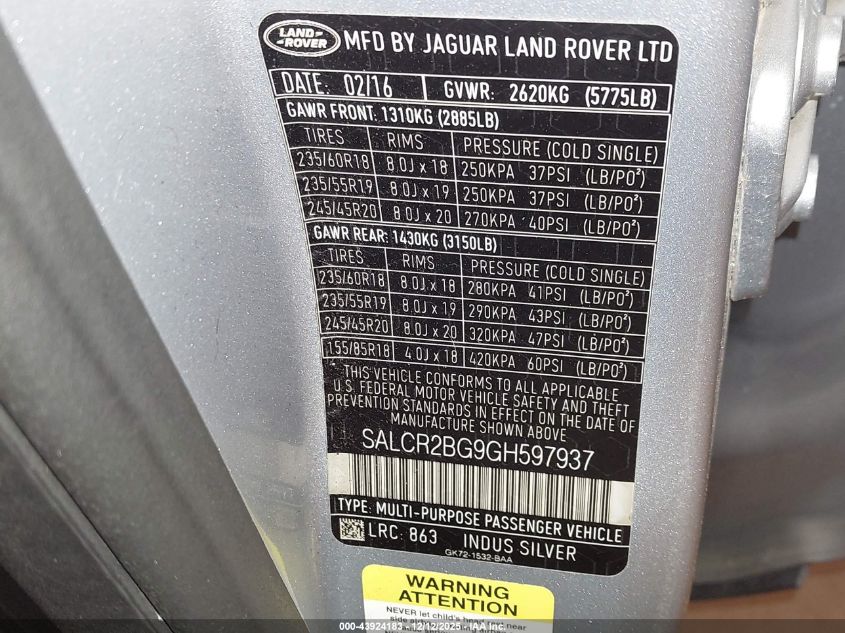 LAND ROVER MFD BY JAGUAR LAND ROVER LTD
DATE: 02/16 GVWR: 2620KG (5775LB)
GAWR FRONT: 1310KG (2885LB)
TIRES RIMS PRESSURE (COLD SINGLE)
235/60R18 8.0J x 18 250KPA 37PSI (LB/PO²)
235/55R19 8.0J x 19 250KPA 37PSI (LB/PO²)
245/45R20 8.0J x 20 270KPA 40PSI (LB/PO²)
GAWR REAR: 1430KG (3150LB)
TIRES RIMS PRESSURE (COLD SINGLE)
235/60R18 8.0J x 18 280KPA 41PSI (LB/PO²)
235/55R19 8.0J x 19 290KPA 43PSI (LB/PO²)
245/45R20 8.0J x 20 320KPA 47PSI (LB/PO²)
155/85R18 4.0J x 18 420KPA 60PSI (LB/PO²)
THIS VEHICLE CONFORMS TO ALL APPLICABLE
U.S. FEDERAL MOTOR VEHICLE SAFETY AND THEFT
PREVENTION STANDARDS IN EFFECT ON THE DATE OF
MANUFACTURE SHOWN ABOVE
SALCR2BG9GH597937
TYPE: MULTI-PURPOSE PASSENGER VEHICLE
LRC: 863 INDUS SILVER
GK72-1532-BAA
WARNING
ATTENTION
NEVER let child's head lean near
side
000-43924183 - 12/12/2025 - IAA Inc.